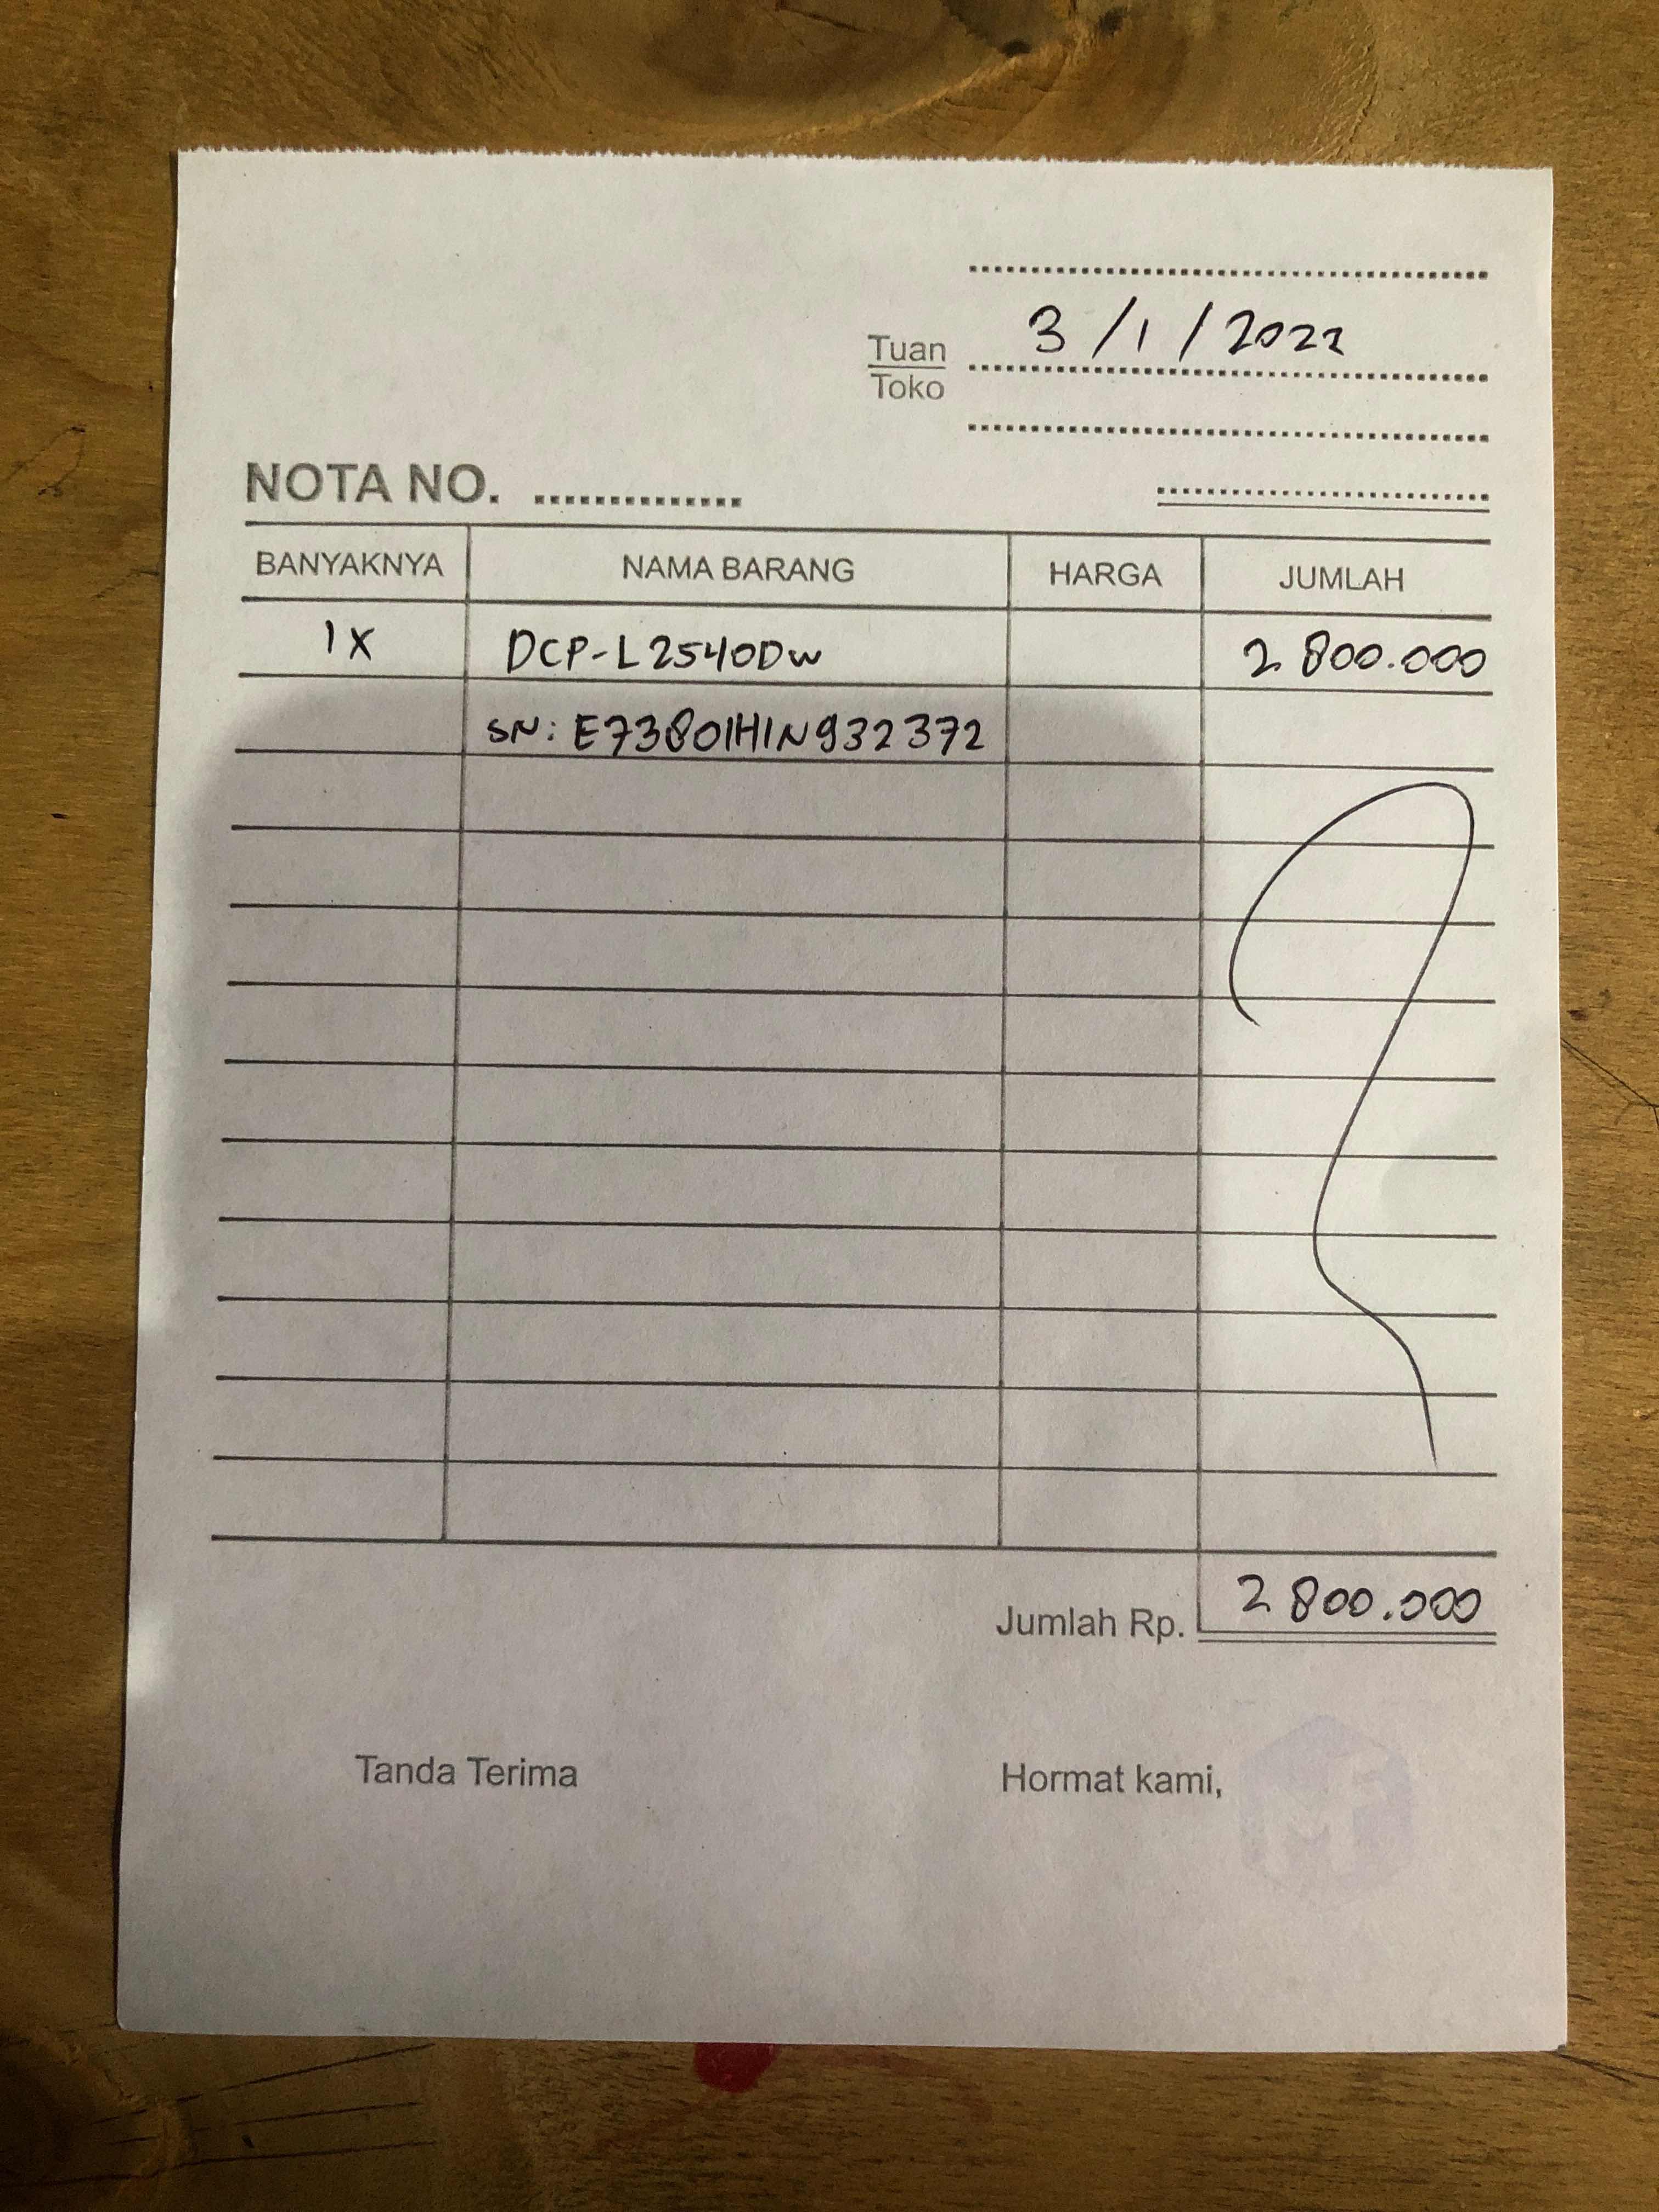 3/1/2022
Tuan
Toko
NOTA NO. ..............
BANYAKNYA NAMA BARANG HARGA JUMLAH
1X DCP-L2540DW 2 800.000
SN: E73801H1N932372
Jumlah Rp. 2 800.000
Tanda Terima Hormat kami,